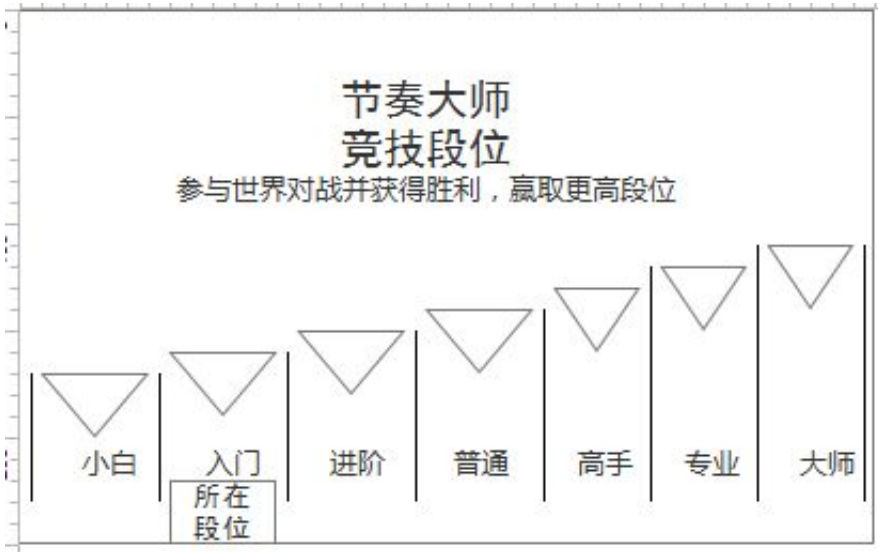 节奏大师
竞技段位
参与世界对战并获得胜利，赢取更高段位
小白 入门 进阶 普通 高手 专业 大师
所在
段位